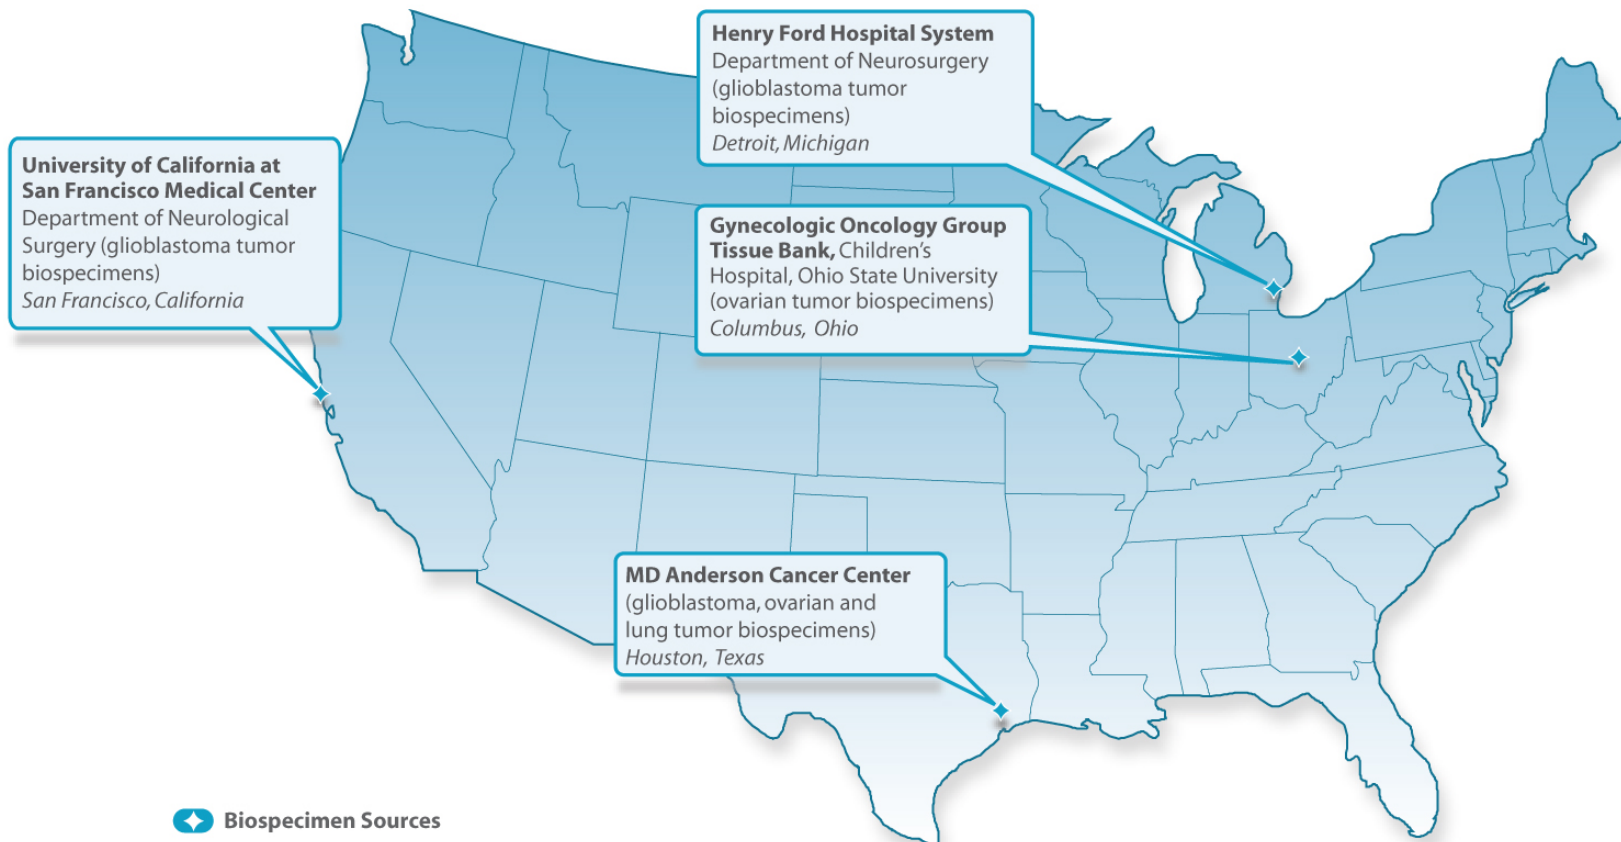 Henry Ford Hospital System
Department of Neurosurgery
(glioblastoma tumor
biospecimens)
Detroit, Michigan
University of California at
San Francisco Medical Center
Department of Neurological
Surgery (glioblastoma tumor
biospecimens)
San Francisco, California
Gynecologic Oncology Group
Tissue Bank, Children’s
Hospital, Ohio State University
(ovarian tumor biospecimens)
Columbus, Ohio
MD Anderson Cancer Center
(glioblastoma, ovarian and
lung tumor biospecimens)
Houston, Texas
Biospecimen Sources